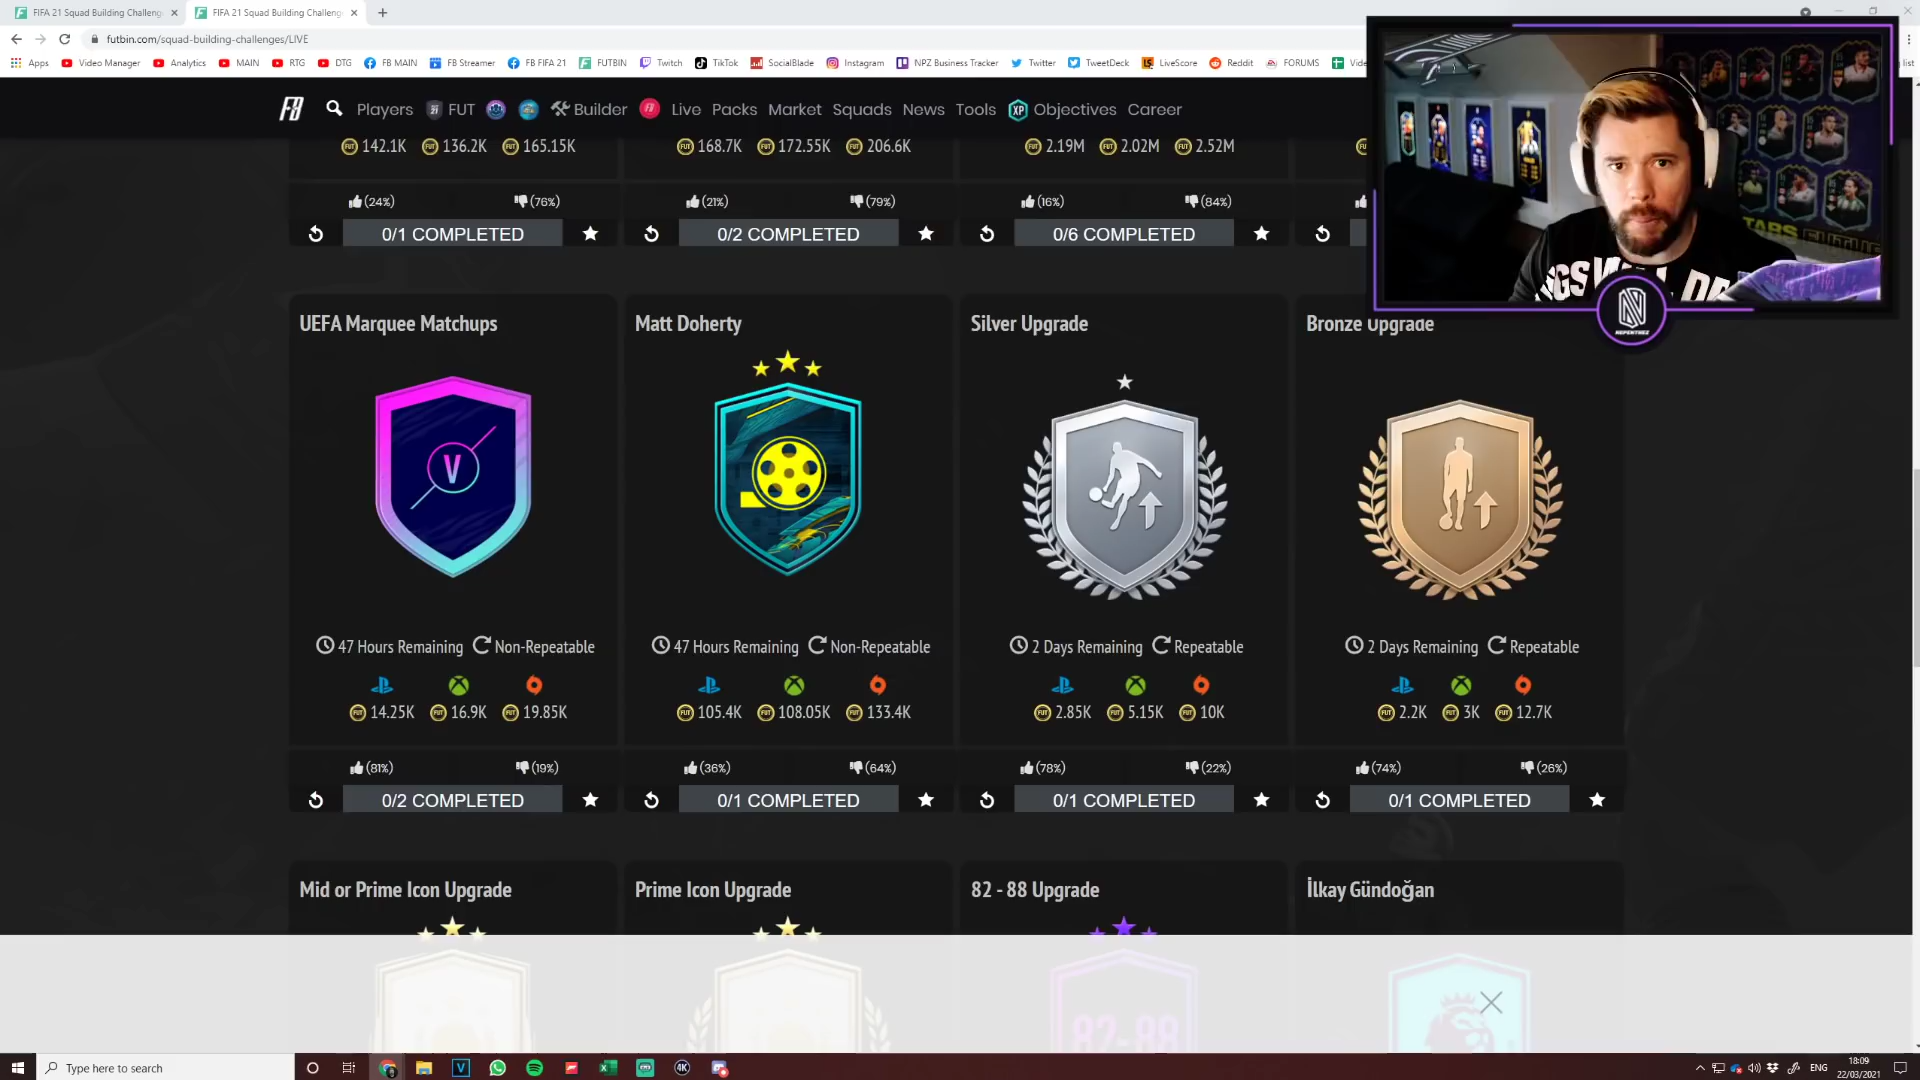 FIFA 21 Squad Building Challeng
FIFA 21 Squad Building Challeng
futbin.com/squad-building-challenges/LIVE
Apps Video Manager Analytics MAIN RTG DTG FB MAIN FB Streamer FB FIFA 21 FUTBIN Twitch TikTok SocialBlade Instagram NPZ Business Tracker Twitter TweetDeck LiveScore Reddit FORUMS Vide
list
FB Players FUT Builder Live Packs Market Squads News Tools XP Objectives Career
142.1K 136.2K 165.15K 168.7K 172.55K 206.6K 2.19M 2.02M 2.52M
(24%) (76%) (21%) (79%) (16%) (84%)
0/1 COMPLETED 0/2 COMPLETED 0/6 COMPLETED
NEPENTHEZ
UEFA Marquee Matchups Matt Doherty Silver Upgrade Bronze Upgrade
V
47 Hours Remaining Non-Repeatable 47 Hours Remaining Non-Repeatable 2 Days Remaining Repeatable 2 Days Remaining Repeatable
14.25K 16.9K 19.85K 105.4K 108.05K 133.4K 2.85K 5.15K 10K 2.2K 3K 12.7K
(81%) (19%) (36%) (64%) (78%) (22%) (74%) (26%)
0/2 COMPLETED 0/1 COMPLETED 0/1 COMPLETED 0/1 COMPLETED
Mid or Prime Icon Upgrade Prime Icon Upgrade 82 - 88 Upgrade İlkay Gündoğan
82-88
Type here to search
ENG
18:09
22/03/2021